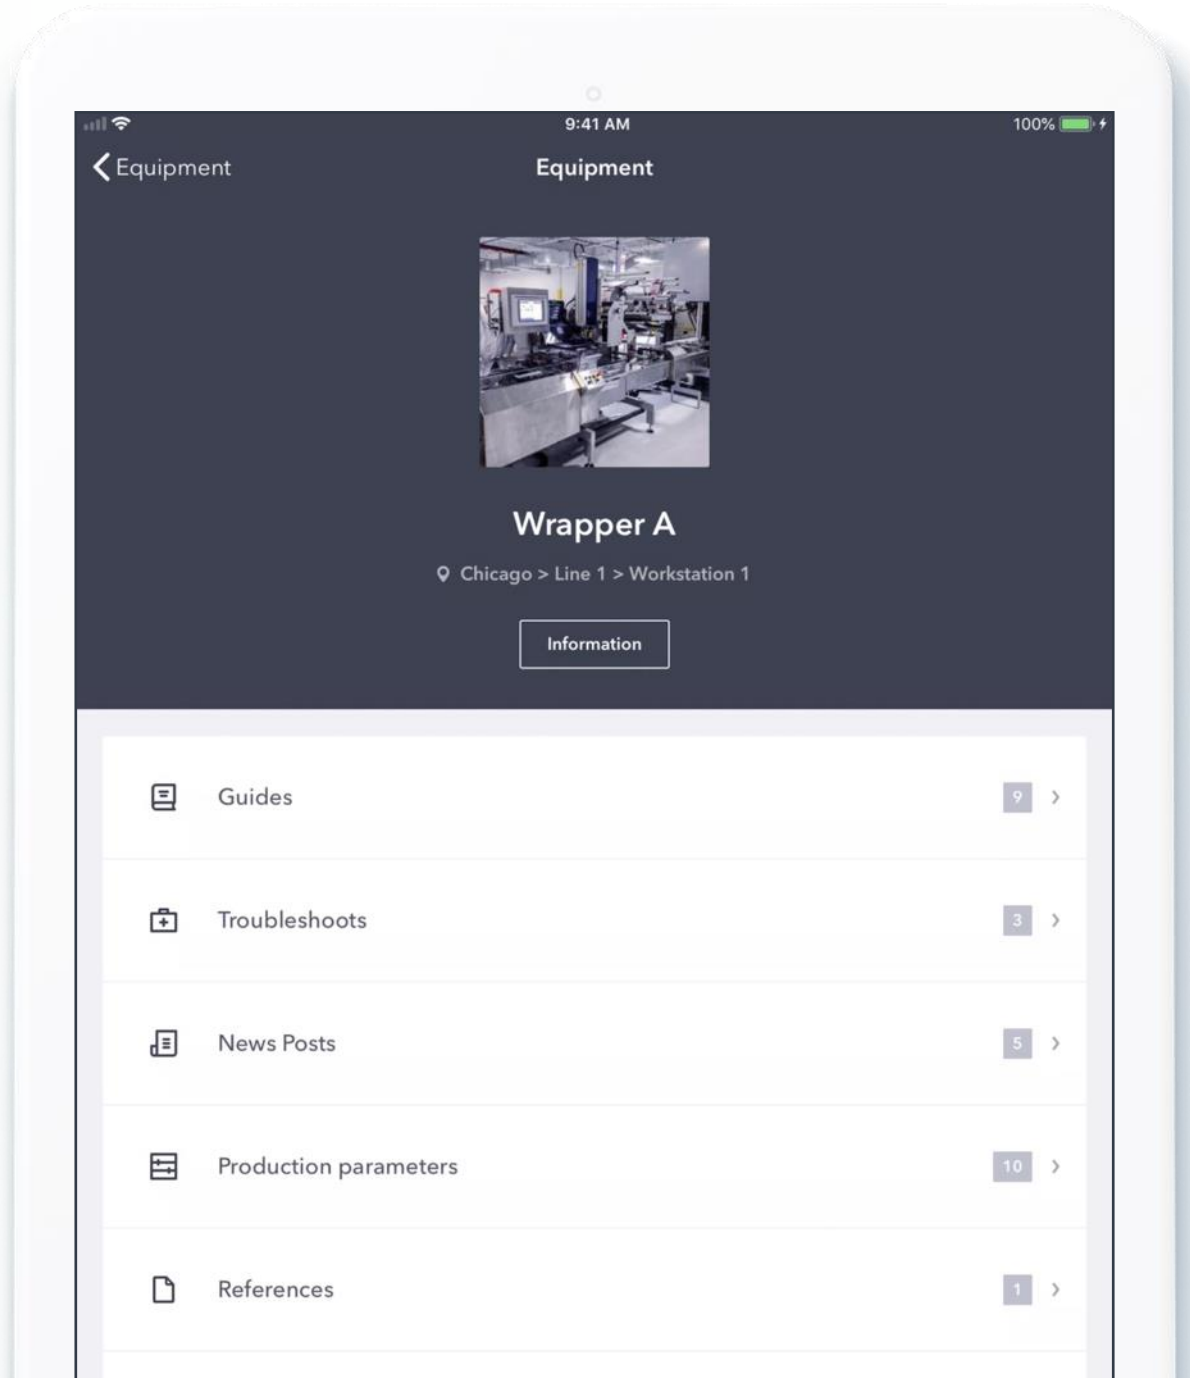 9:41 AM
100%
Equipment
Equipment
Wrapper A
Chicago > Line 1 > Workstation 1
Information
Guides
9
Troubleshoots
3
News Posts
5
Production parameters
10
References
1